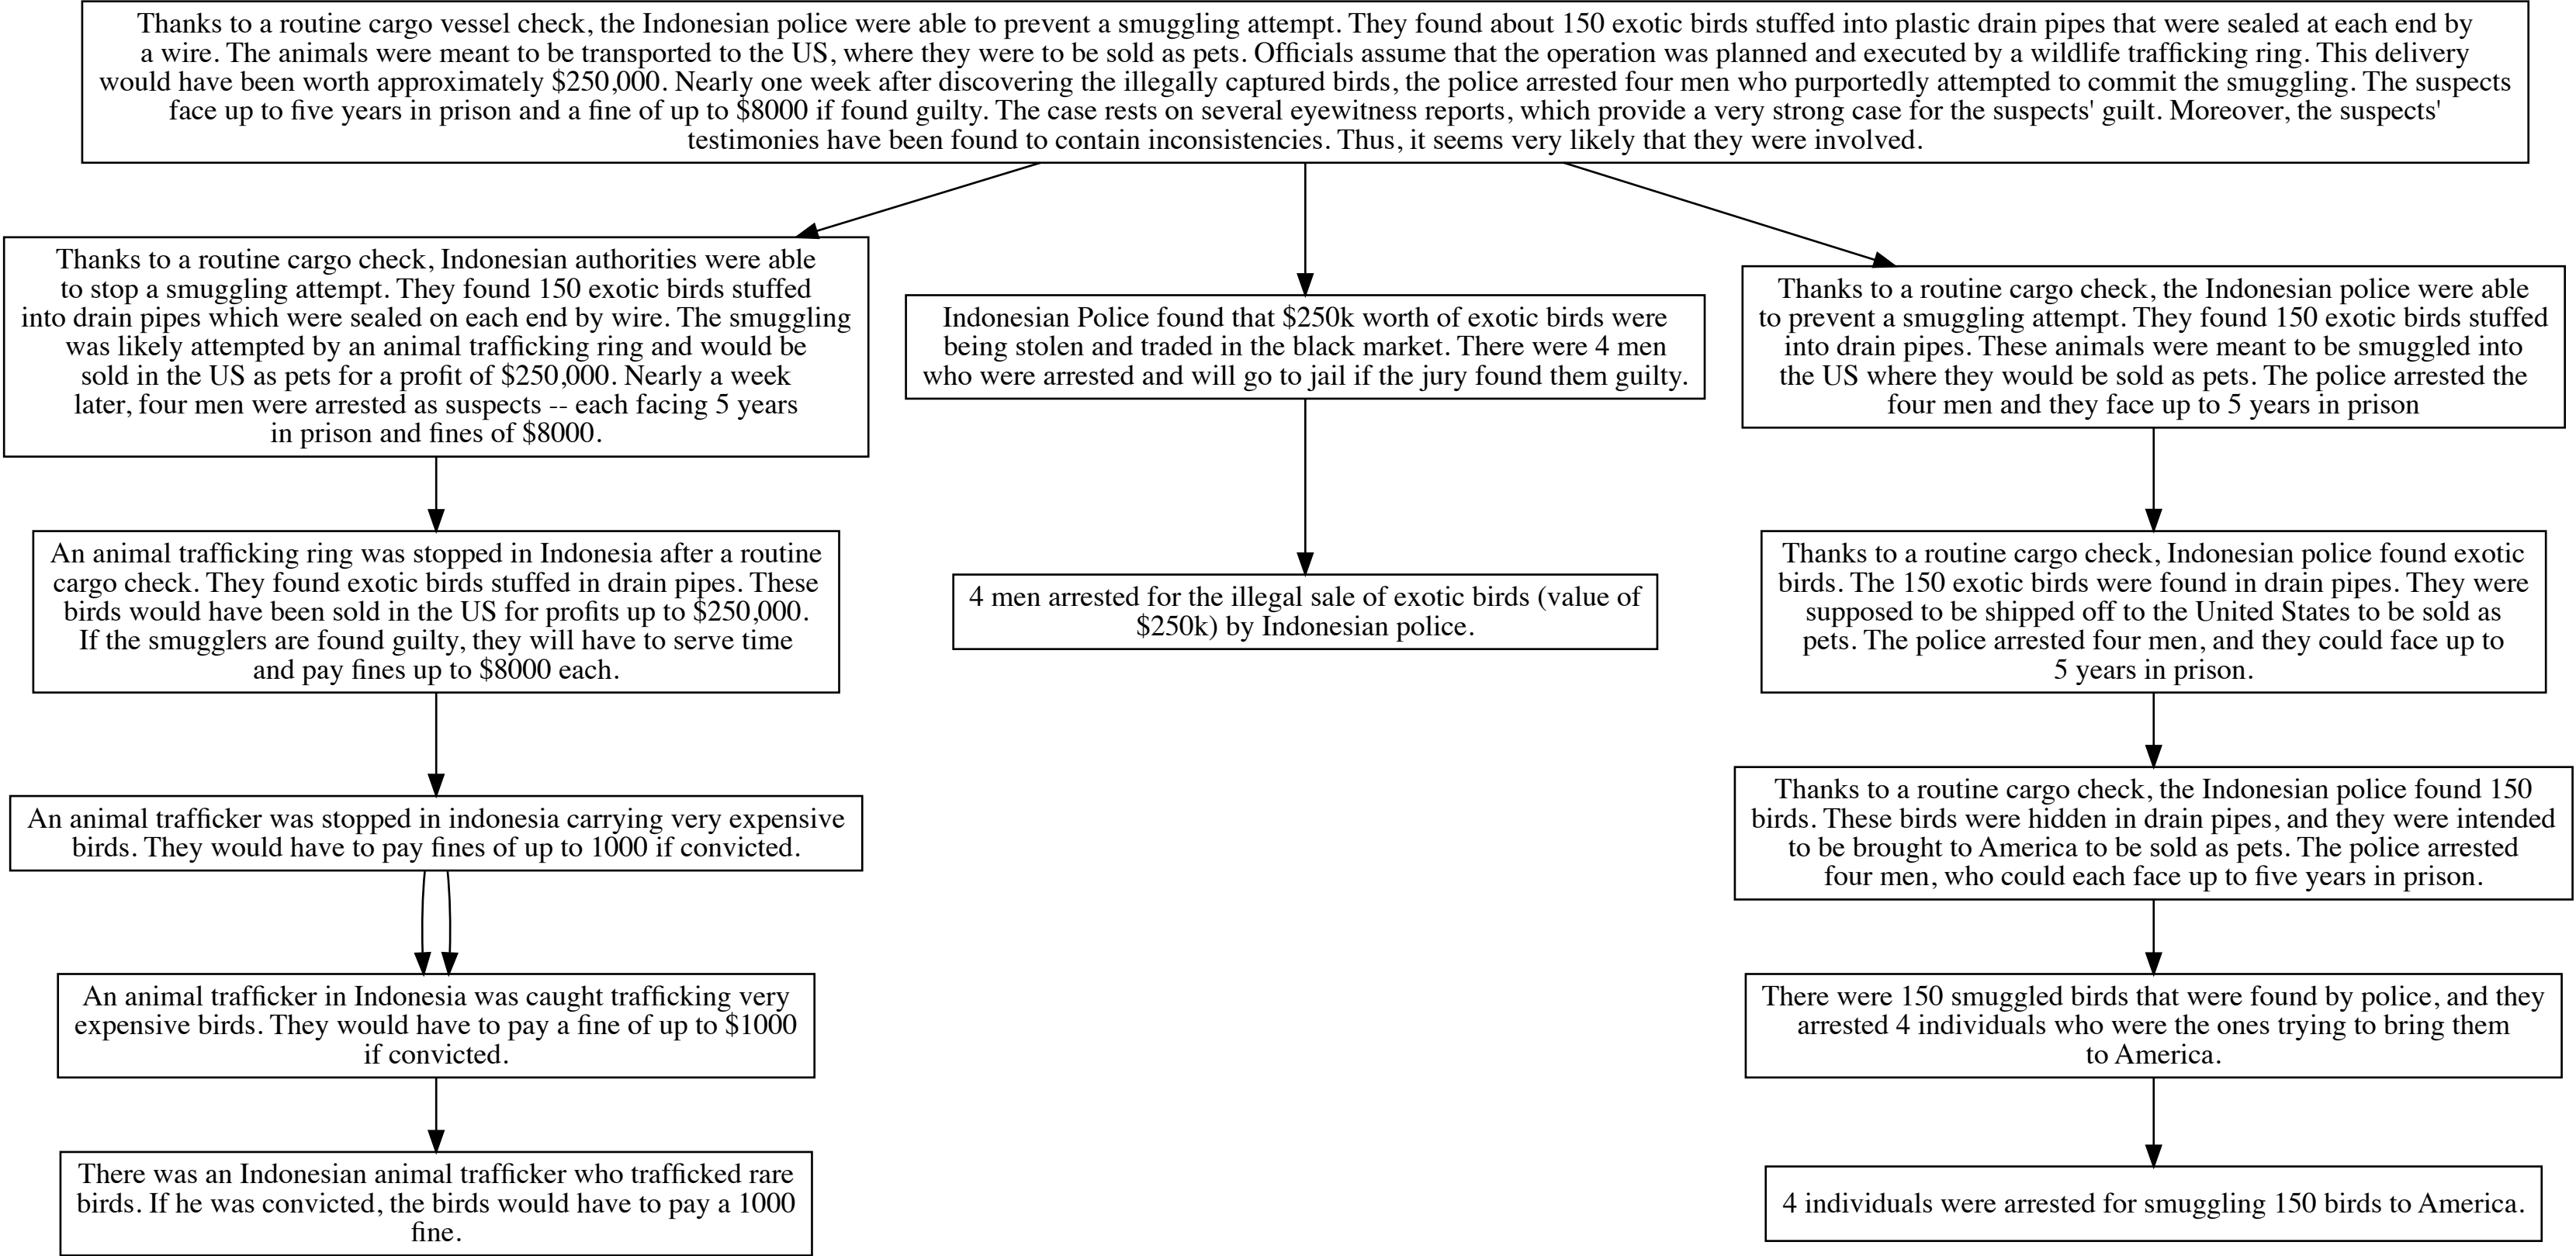 Thanks to a routine cargo vessel check, the Indonesian police were able to prevent a smuggling attempt. They found about 150 exotic birds stuffed into plastic drain pipes that were sealed at each end by
a wire. The animals were meant to be transported to the US, where they were to be sold as pets. Officials assume that the operation was planned and executed by a wildlife trafficking ring. This delivery
would have been worth approximately $250,000. Nearly one week after discovering the illegally captured birds, the police arrested four men who purportedly attempted to commit the smuggling. The suspects
face up to five years in prison and a fine of up to $8000 if found guilty. The case rests on several eyewitness reports, which provide a very strong case for the suspects' guilt. Moreover, the suspects'
testimonies have been found to contain inconsistencies. Thus, it seems very likely that they were involved.
Thanks to a routine cargo check, Indonesian authorities were able
to stop a smuggling attempt. They found 150 exotic birds stuffed
into drain pipes which were sealed on each end by wire. The smuggling
was likely attempted by an animal trafficking ring and would be
sold in the US as pets for a profit of $250,000. Nearly a week
later, four men were arrested as suspects -- each facing 5 years
in prison and fines of $8000.
Indonesian Police found that $250k worth of exotic birds were
being stolen and traded in the black market. There were 4 men
who were arrested and will go to jail if the jury found them guilty.
Thanks to a routine cargo check, the Indonesian police were able
to prevent a smuggling attempt. They found 150 exotic birds stuffed
into drain pipes. These animals were meant to be smuggled into
the US where they would be sold as pets. The police arrested the
four men and they face up to 5 years in prison
An animal trafficking ring was stopped in Indonesia after a routine
cargo check. They found exotic birds stuffed in drain pipes. These
birds would have been sold in the US for profits up to $250,000.
If the smugglers are found guilty, they will have to serve time
and pay fines up to $8000 each.
4 men arrested for the illegal sale of exotic birds (value of
$250k) by Indonesian police.
Thanks to a routine cargo check, Indonesian police found exotic
birds. The 150 exotic birds were found in drain pipes. They were
supposed to be shipped off to the United States to be sold as
pets. The police arrested four men, and they could face up to
5 years in prison.
An animal trafficker was stopped in indonesia carrying very expensive
birds. They would have to pay fines of up to 1000 if convicted.
Thanks to a routine cargo check, the Indonesian police found 150
birds. These birds were hidden in drain pipes, and they were intended
to be brought to America to be sold as pets. The police arrested
four men, who could each face up to five years in prison.
An animal trafficker in Indonesia was caught trafficking very
expensive birds. They would have to pay a fine of up to $1000
if convicted.
There were 150 smuggled birds that were found by police, and they
arrested 4 individuals who were the ones trying to bring them
to America.
There was an Indonesian animal trafficker who trafficked rare
birds. If he was convicted, the birds would have to pay a 1000
fine.
4 individuals were arrested for smuggling 150 birds to America.